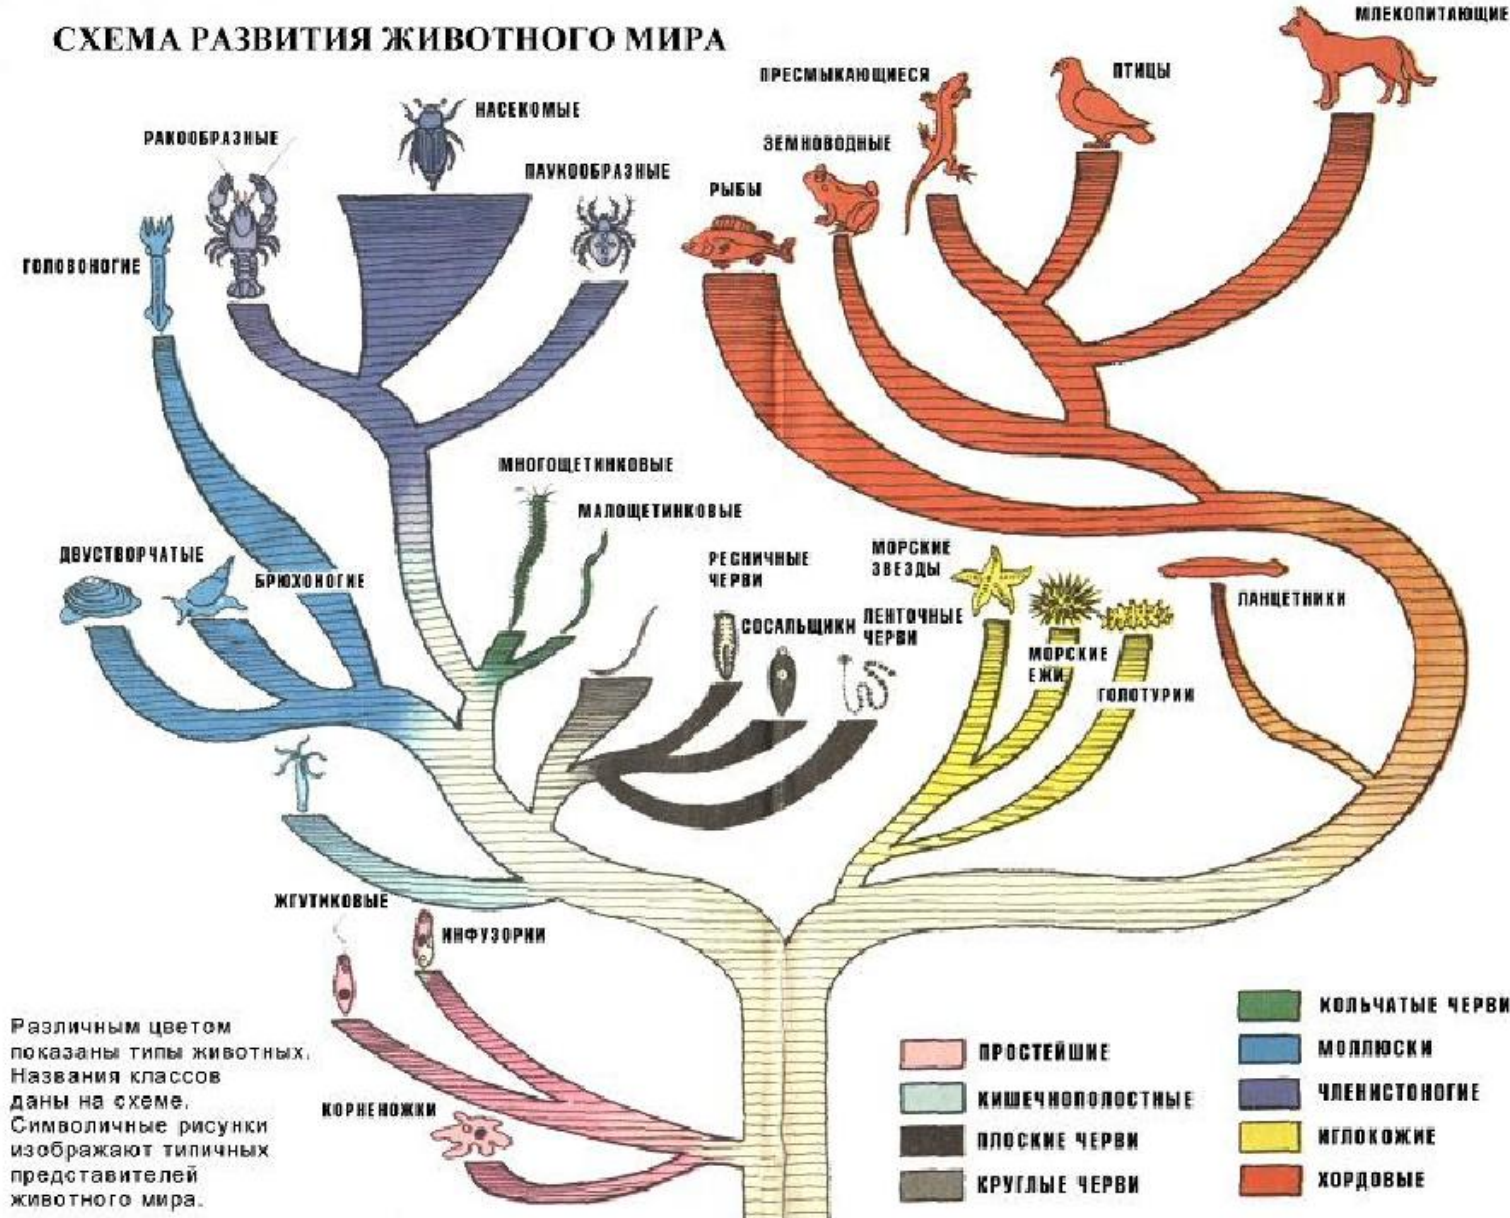 СХЕМА РАЗВИТИЯ ЖИВОТНОГО МИРА
МЛЕКОПИТАЮЩИЕ
ПРЕСМЫКАЮЩИЕСЯ
ПТИЦЫ
НАСЕКОМЫЕ
РАКООБРАЗНЫЕ
ЗЕМНОВОДНЫЕ
ПАУКООБРАЗНЫЕ
РЫБЫ
ГОЛОВОНОГИЕ
МНОГОЩЕТИНКОВЫЕ
МАЛОЩЕТИНКОВЫЕ
ДВУСТВОРЧАТЫЕ
БРЮХОНОГИЕ
РЕСНИЧНЫЕ
ЧЕРВИ
МОРСКИЕ
ЗВЕЗДЫ
ЛАНЦЕТНИКИ
СОСАЛЬЩИКИ
ЛЕНТОЧНЫЕ
ЧЕРВИ
МОРСКИЕ
ЕЖИ
ГОЛОТУРИИ
ЖГУТИКОВЫЕ
ИНФУЗОРИИ
КОРНЕНОЖКИ
Различным цветом
показаны типы животных.
Названия классов
даны на схеме.
Символичные рисунки
изображают типичных
представителей
животного мира.
ПРОСТЕЙШИЕ
КИШЕЧНОПОЛОСТНЫЕ
ПЛОСКИЕ ЧЕРВИ
КРУГЛЫЕ ЧЕРВИ
КОЛЬЧАТЫЕ ЧЕРВИ
МОЛЛЮСКИ
ЧЛЕНИСТОНОГИЕ
ИГЛОКОЖИЕ
ХОРДОВЫЕ